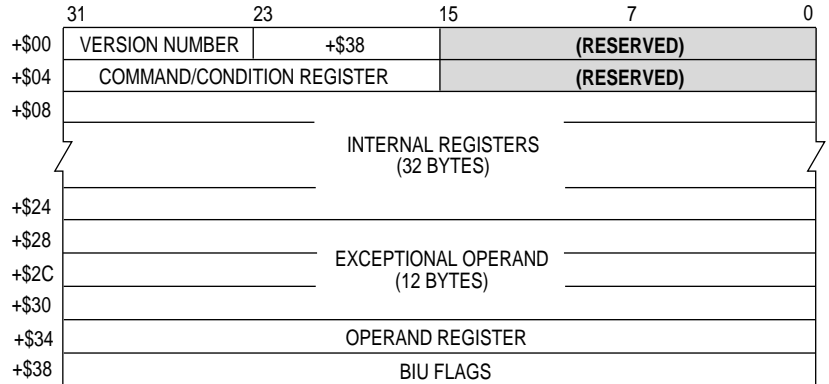 31 23 15 7 0
+$00 VERSION NUMBER +$38 (RESERVED)
+$04 COMMAND/CONDITION REGISTER (RESERVED)
+$08
INTERNAL REGISTERS
(32 BYTES)
+$24
+$28
EXCEPTIONAL OPERAND
+$2C
(12 BYTES)
+$30
+$34 OPERAND REGISTER
+$38 BIU FLAGS